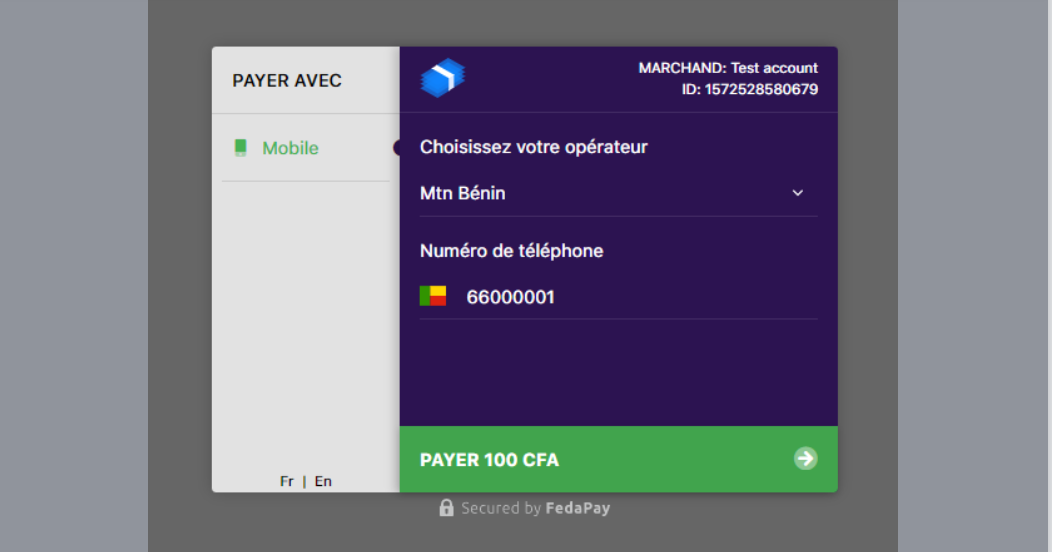 PAYER AVEC
Mobile
Fr | En
MARCHAND: Test account
ID: 1572528580679
Choisissez votre opérateur
Mtn Bénin
Numéro de téléphone
66000001
PAYER 100 CFA
Secured by FedaPay